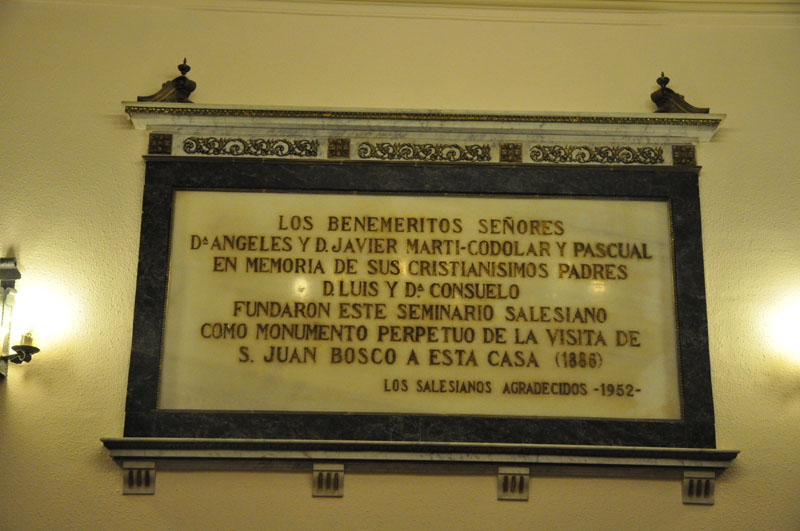 LOS BENEMERITOS SEÑORES
Dª ANGELES Y D. JAVIER MARTI-CODOLAR Y PASCUAL
EN MEMORIA DE SUS CRISTIANISIMOS PADRES
D. LUIS Y Dª CONSUELO
FUNDARON ESTE SEMINARIO SALESIANO
COMO MONUMENTO PERPETUO DE LA VISITA DE
S. JUAN BOSCO A ESTA CASA (1886)
LOS SALESIANOS AGRADECIDOS -1952-